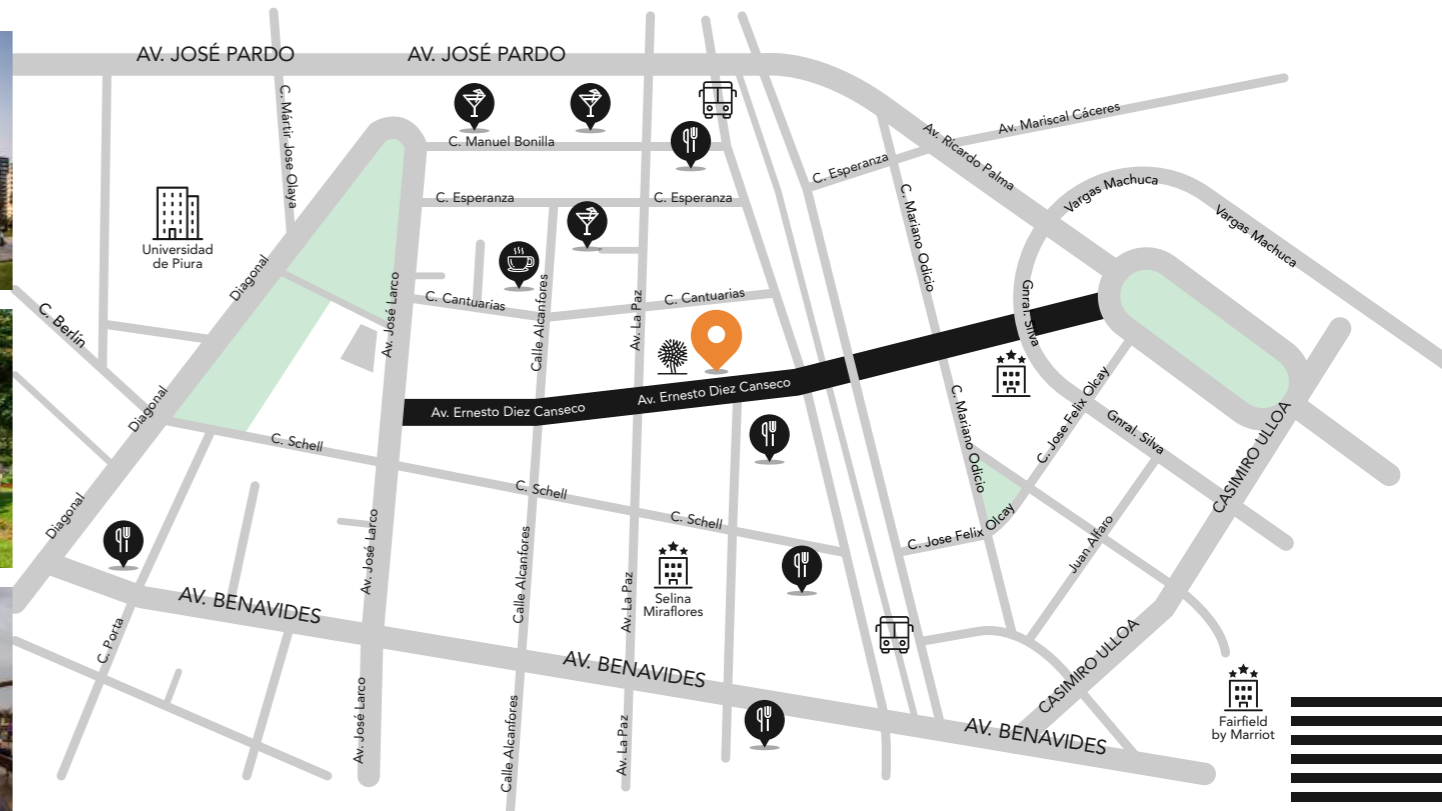 AV. JOSÉ PARDO
AV. JOSÉ PARDO
C. Mártir Jose Olaya
C. Manuel Bonilla
Av. Ricardo Palma
Av. Mariscal Cáceres
C. Esperanza
C. Esperanza
C. Esperanza
Vargas Machuca
Vargas Machuca
C. Mariano Odicio
Universidad
de Piura
Diagonal
C. Berlín
Av. José Larco
C. Cantuarias
C. Cantuarias
Calle Alcanfores
Av. La Paz
Gnral. Silva
Av. Ernesto Diez Canseco
Av. Ernesto Diez Canseco
Diagonal
C. Mariano Odicio
C. Jose Felix Olcay
Gnral. Silva
CASIMIRO ULLOA
C. Schell
C. Schell
C. Schell
Diagonal
Av. José Larco
Calle Alcanfores
Av. La Paz
C. Jose Felix Olcay
Juan Alfaro
Selina
Miraflores
AV. BENAVIDES
C. Porta
AV. BENAVIDES
CASIMIRO ULLOA
Av. José Larco
Calle Alcanfores
Av. La Paz
AV. BENAVIDES
Fairfield
by Marriot